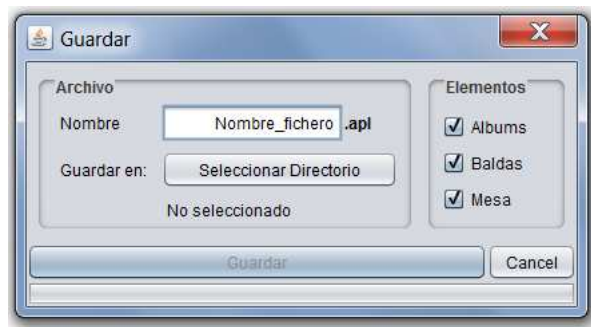 Guardar
Archivo
Nombre Nombre_fichero .apl
Guardar en: Seleccionar Directorio
No seleccionado
Elementos
Albums
Baldas
Mesa
Guardar Cancel